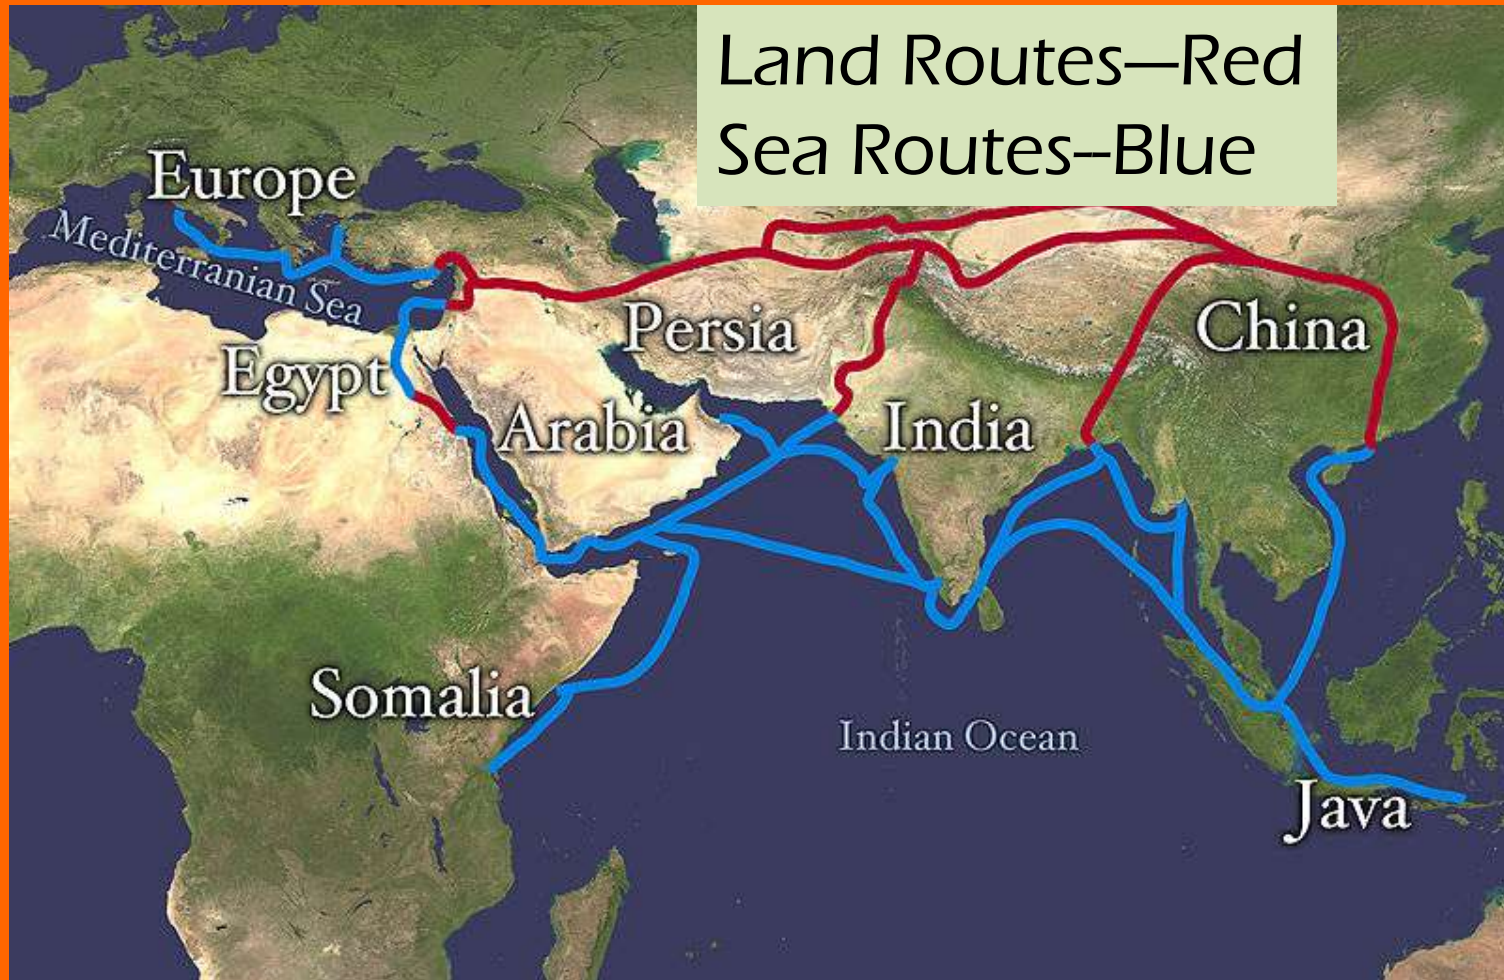 Land Routes—Red
Sea Routes--Blue
Europe
Mediterranian Sea
Persia
China
Egypt
Arabia
India
Somalia
Indian Ocean
Java